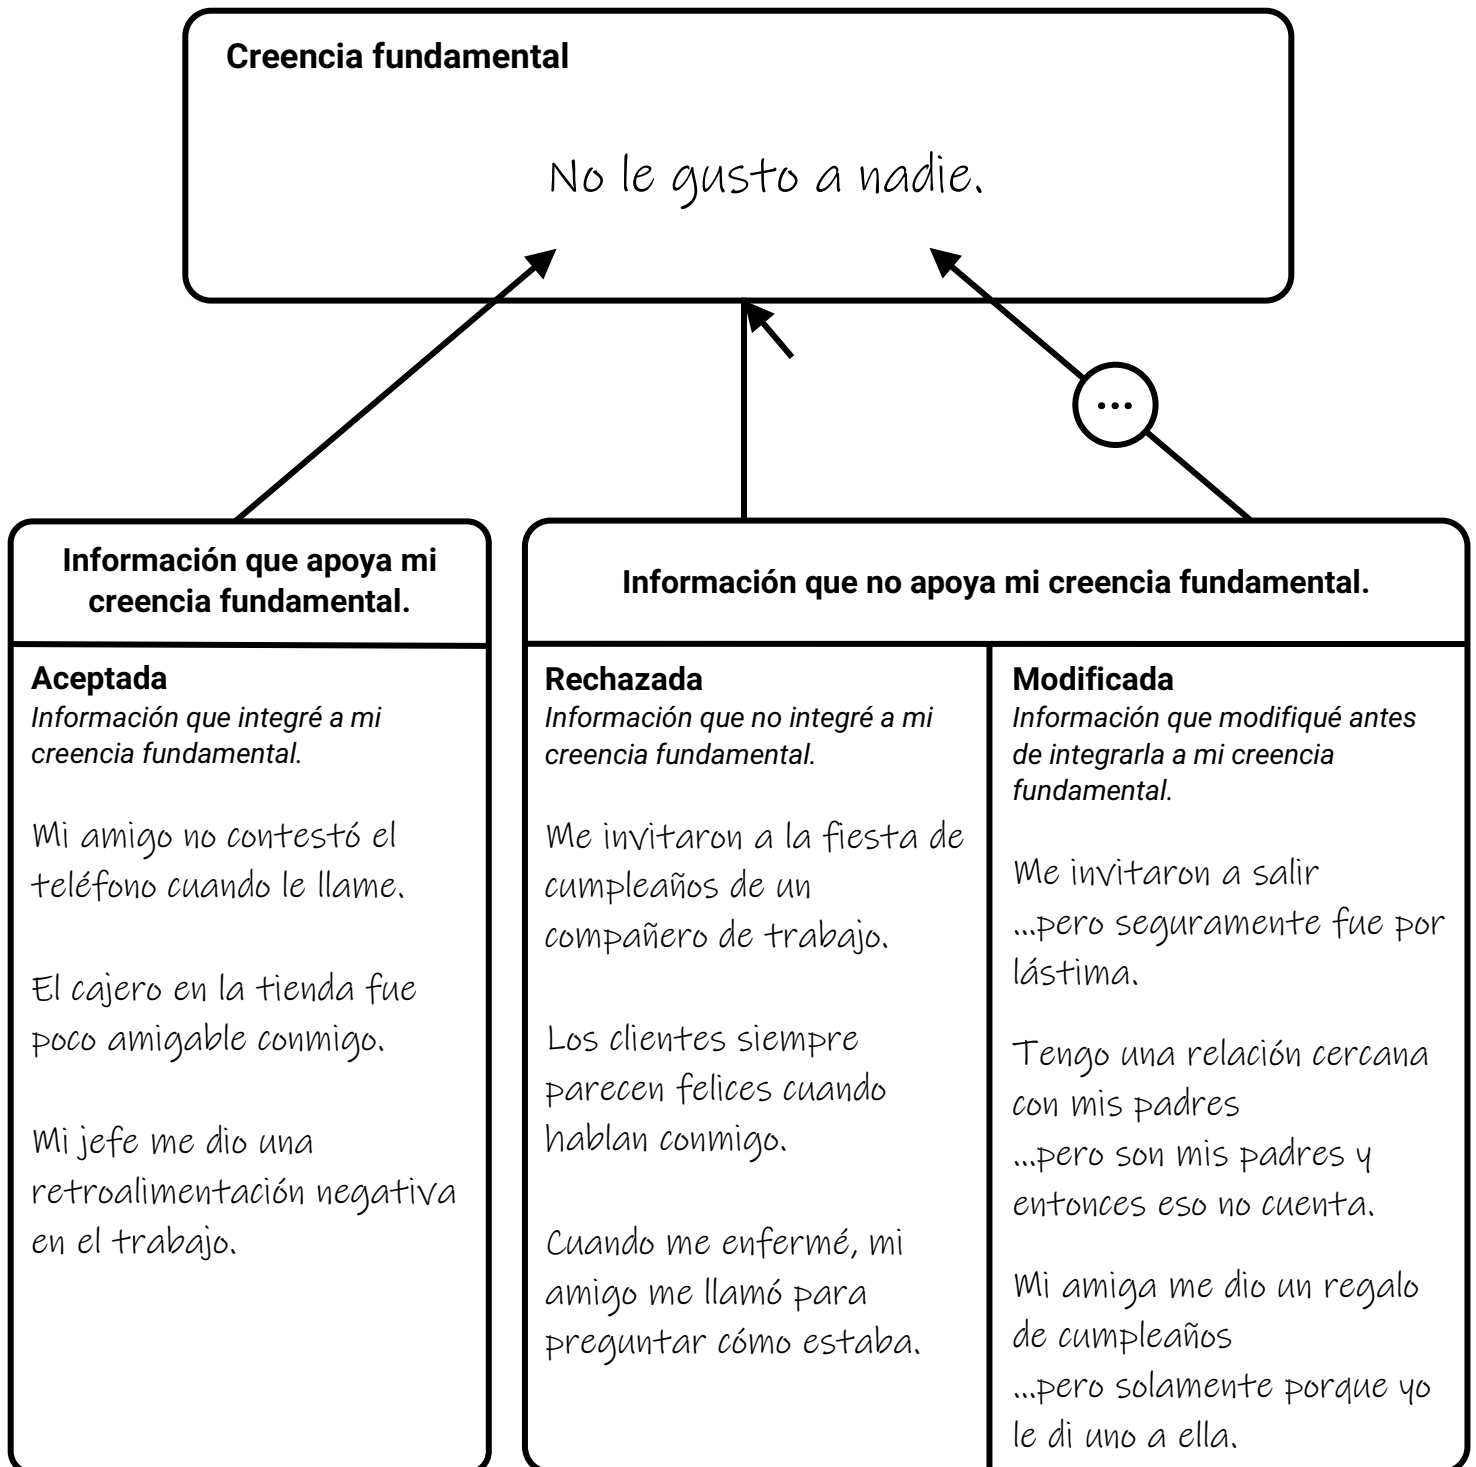 Creencia fundamental
No le gusto a nadie.
...
Información que apoya mi
creencia fundamental.
Aceptada
Información que integré a mi
creencia fundamental.
Mi amigo no contestó el
teléfono cuando le llame.
El cajero en la tienda fue
poco amigable conmigo.
Mi jefe me dio una
retroalimentación negativa
en el trabajo.
Información que no apoya mi creencia fundamental.
Rechazada
Información que no integré a mi
creencia fundamental.
Me invitaron a la fiesta de
cumpleaños de un
compañero de trabajo.
Los clientes siempre
parecen felices cuando
hablan conmigo.
Cuando me enfermé, mi
amigo me llamó para
preguntar cómo estaba.
Modificada
Información que modifiqué antes
de integrarla a mi creencia
fundamental.
Me invitaron a salir
...pero seguramente fue por
lástima.
Tengo una relación cercana
con mis padres
...pero son mis padres y
entonces eso no cuenta.
Mi amiga me dio un regalo
de cumpleaños
...pero solamente porque yo
le di uno a ella.